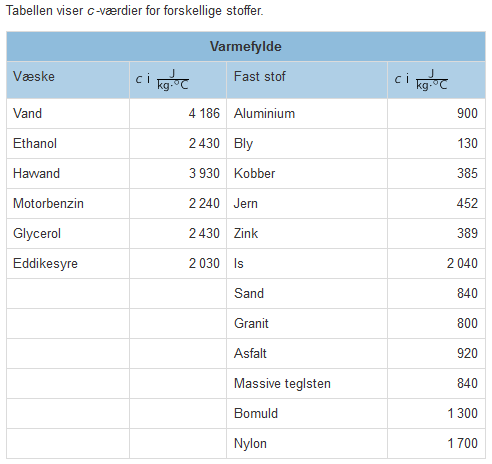 Tabellen viser c-værdier for forskellige stoffer.
Varmefylde
Væske c i J/kg·°C Fast stof c i J/kg·°C
Vand 4 186 Aluminium 900
Ethanol 2 430 Bly 130
Havvand 3 930 Kobber 385
Motorbenzin 2 240 Jern 452
Glycerol 2 430 Zink 389
Eddikesyre 2 030 Is 2 040
Sand 840
Granit 800
Asfalt 920
Massive teglsten 840
Bomuld 1 300
Nylon 1 700